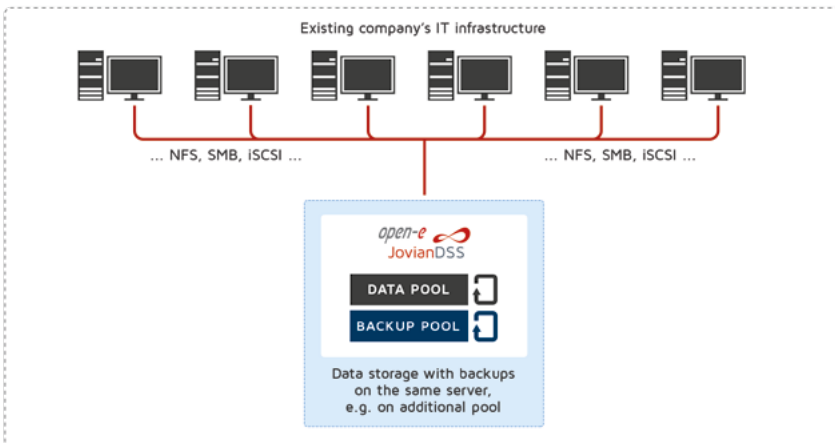 Existing company's IT infrastructure
... NFS, SMB, iSCSI ...
... NFS, SMB, iSCSI ...
open-e
JovianDSS
DATA POOL
BACKUP POOL
Data storage with backups
on the same server,
e.g. on additional pool